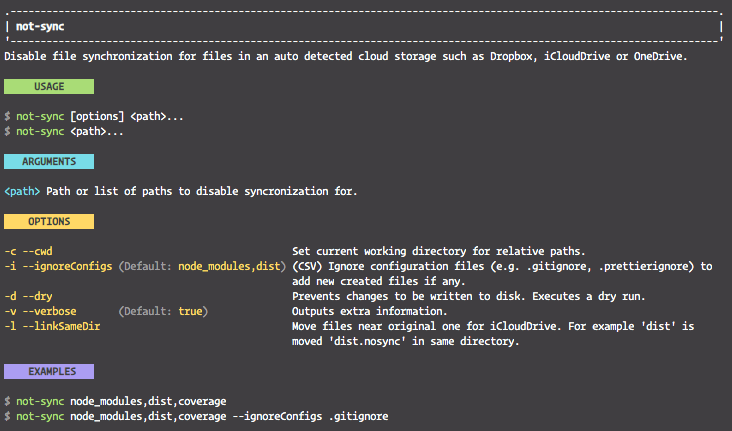 not-sync
Disable file synchronization for files in an auto detected cloud storage such as Dropbox, iCloudDrive or OneDrive.
USAGE
$ not-sync [options] <path>...
$ not-sync <path>...
ARGUMENTS
<path> Path or list of paths to disable syncronization for.
OPTIONS
-c --cwd Set current working directory for relative paths.
-i --ignoreConfigs (Default: node_modules,dist) (CSV) Ignore configuration files (e.g. .gitignore, .prettierignore) to
add new created files if any.
-d --dry Prevents changes to be written to disk. Executes a dry run.
-v --verbose (Default: true) Outputs extra information.
-l --linkSameDir Move files near original one for iCloudDrive. For example 'dist' is
moved 'dist.nosync' in same directory.
EXAMPLES
$ not-sync node_modules,dist,coverage
$ not-sync node_modules,dist,coverage --ignoreConfigs .gitignore